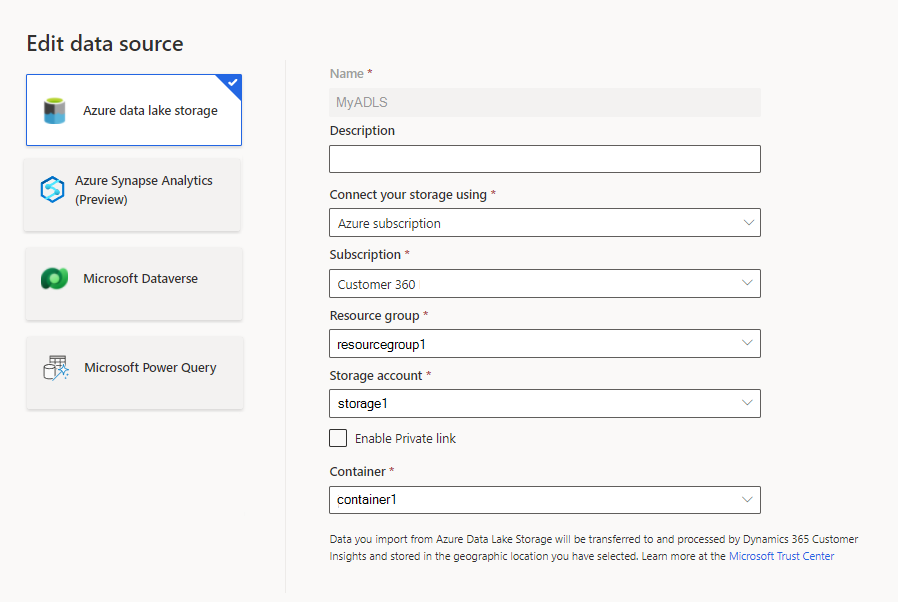 Edit data source
Azure data lake storage
Azure Synapse Analytics
(Preview)
Microsoft Dataverse
Microsoft Power Query
Name *
MyADLS
Description
Connect your storage using *
Azure subscription
Subscription *
Customer 360
Resource group *
resourcegroup1
Storage account *
storage1
Enable Private link
Container *
container1
Data you import from Azure Data Lake Storage will be transferred to and processed by Dynamics 365 Customer
Insights and stored in the geographic location you have selected. Learn more at the Microsoft Trust Center